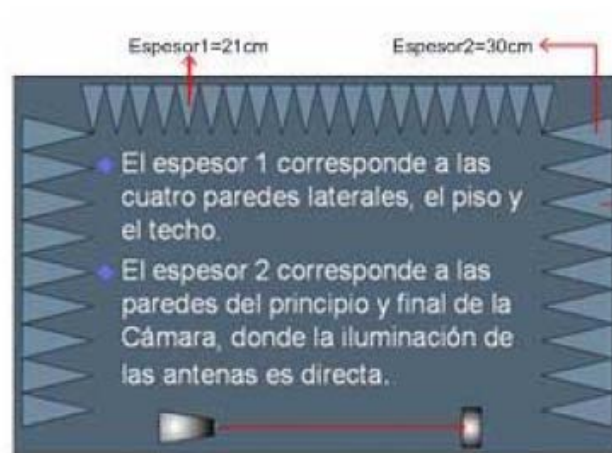 Espesor1=21cm Espesor2=30cm
El espesor 1 corresponde a las
cuatro paredes laterales, el piso y
el techo.
El espesor 2 corresponde a las
paredes del principio y final de la
Cámara, donde la iluminación de
las antenas es directa.